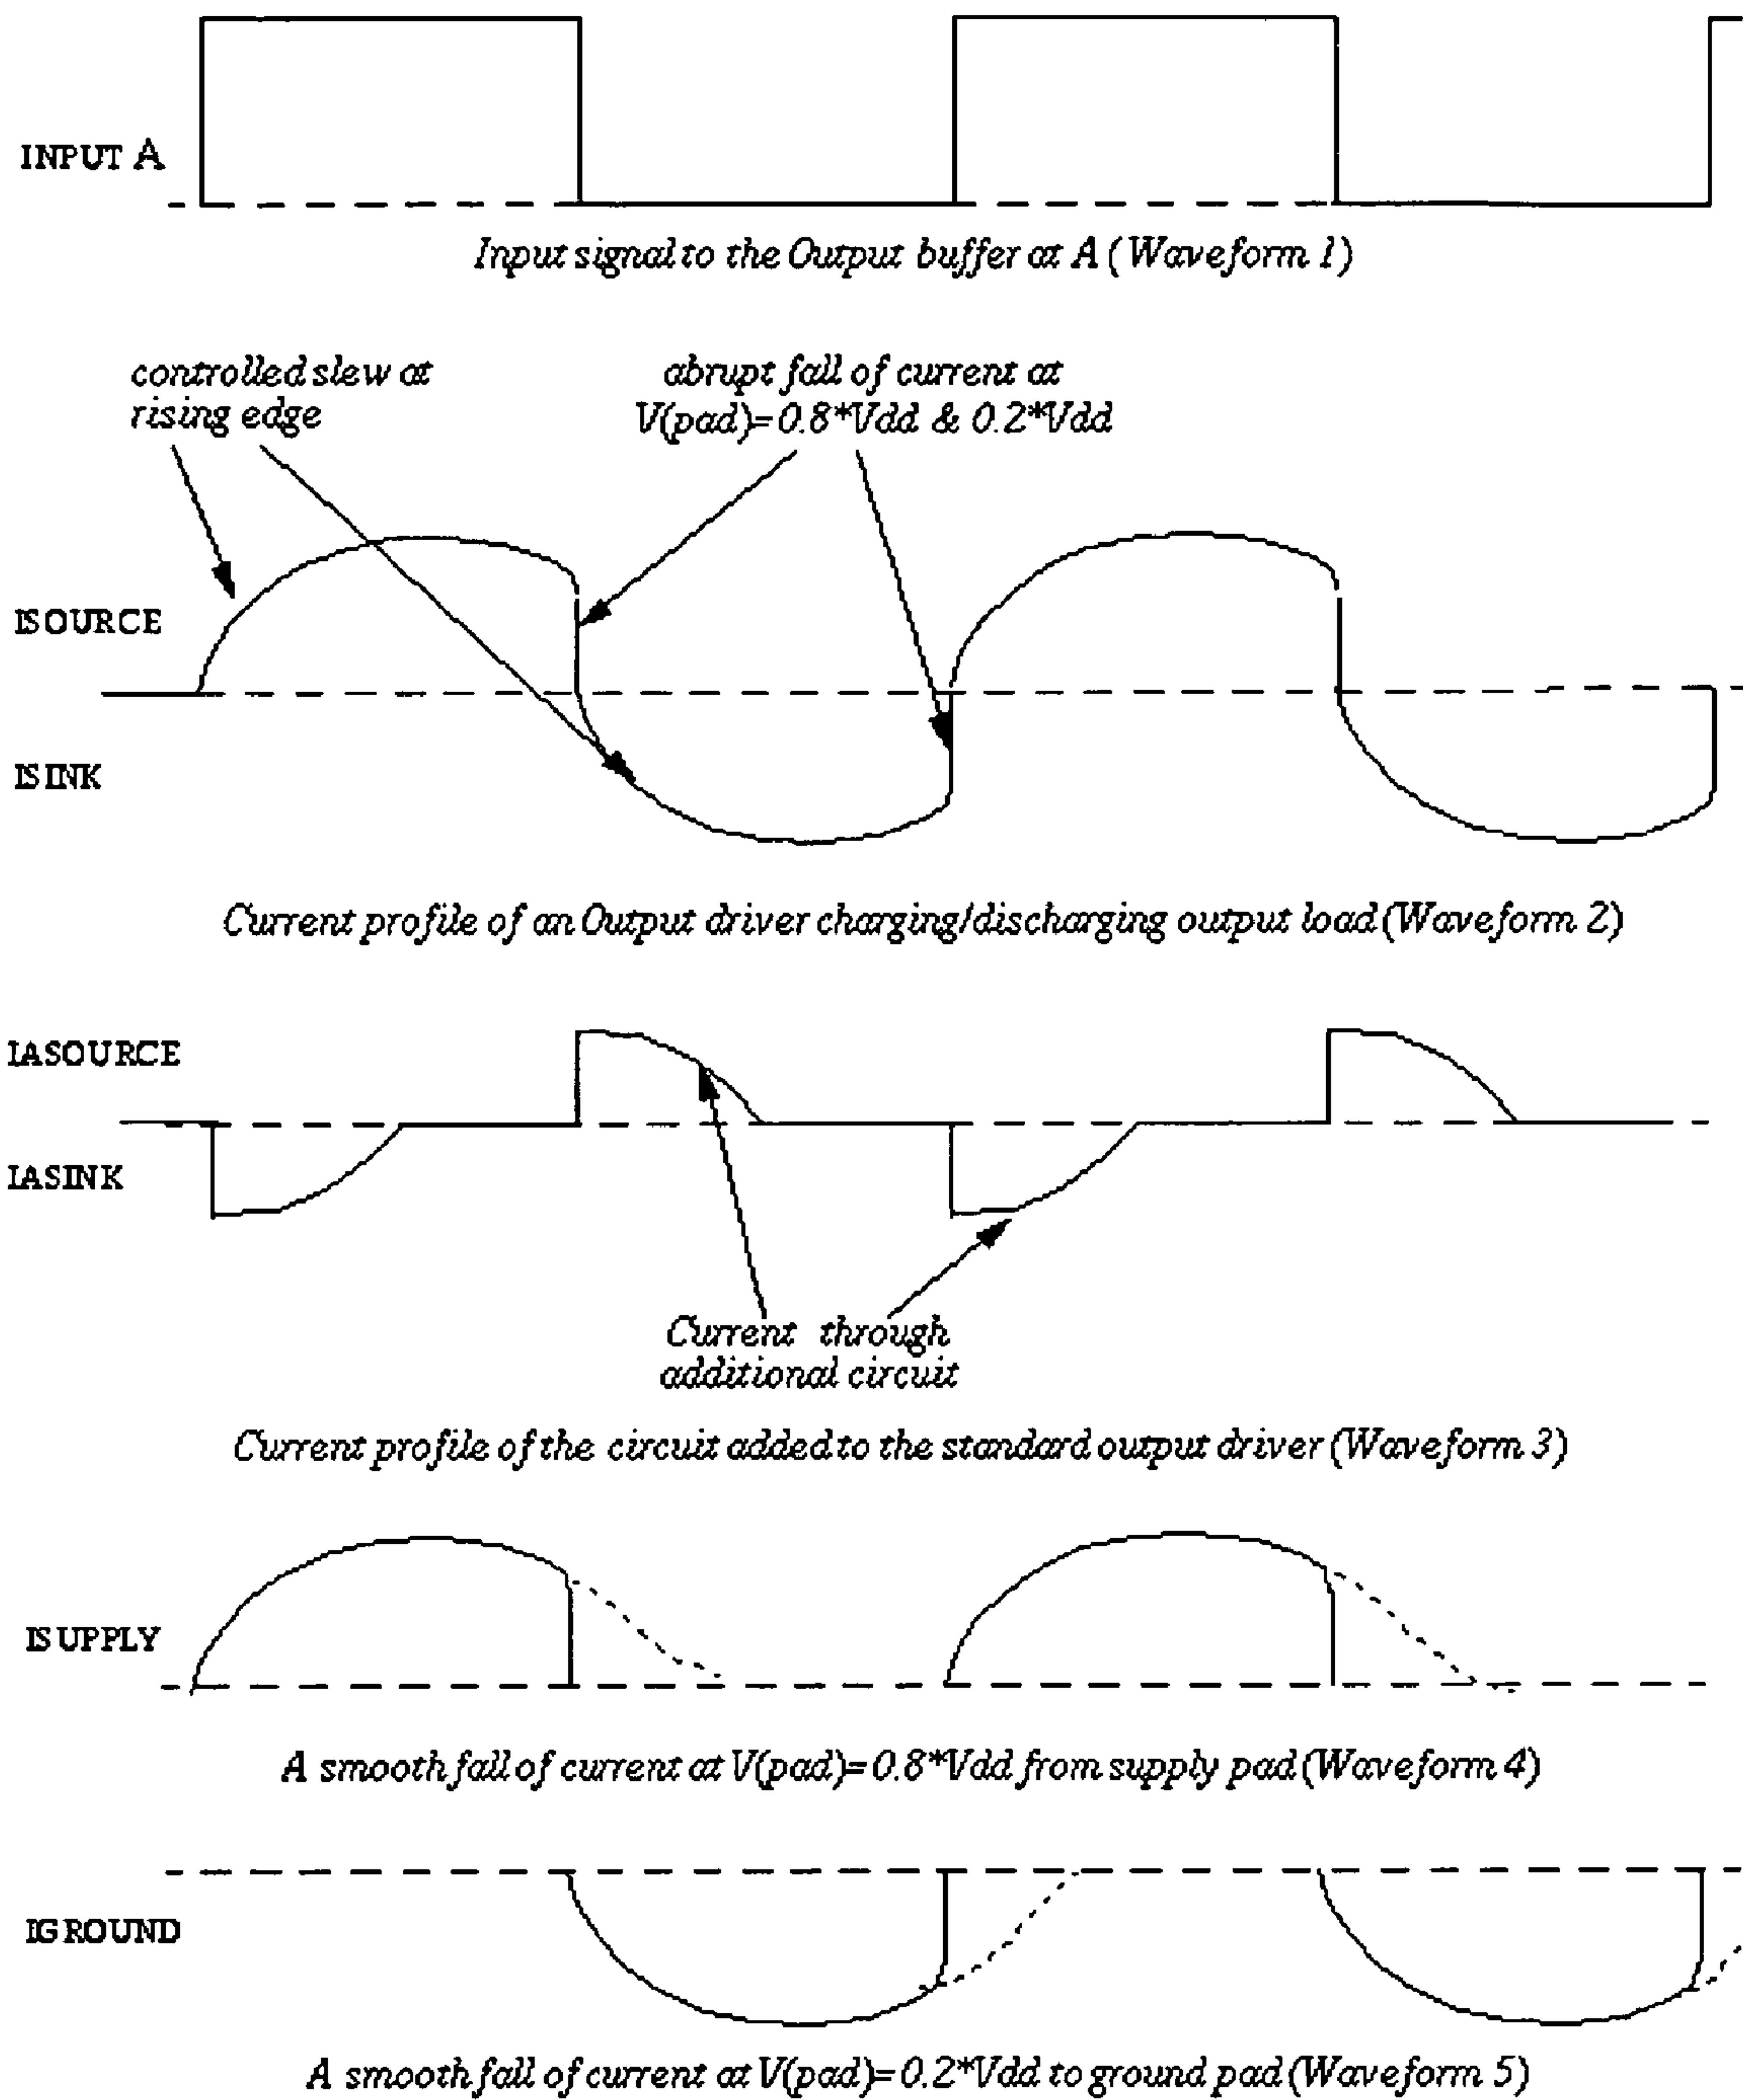 INPUT A
Input signal to the Output buffer at A (Waveform 1)
controlled slew at
rising edge
abrupt fall of current at
V(pad)=0.8*Vdd & 0.2*Vdd
ISOURCE
ISINK
Current profile of an Output driver charging/discharging output load (Waveform 2)
IASOURCE
IASINK
Current through
additional circuit
Current profile of the circuit added to the standard output driver (Waveform 3)
ISUPPLY
A smooth fall of current at V(pad)=0.8*Vdd from supply pad (Waveform 4)
IGROUND
A smooth fall of current at V(pad)=0.2*Vdd to ground pad (Waveform 5)